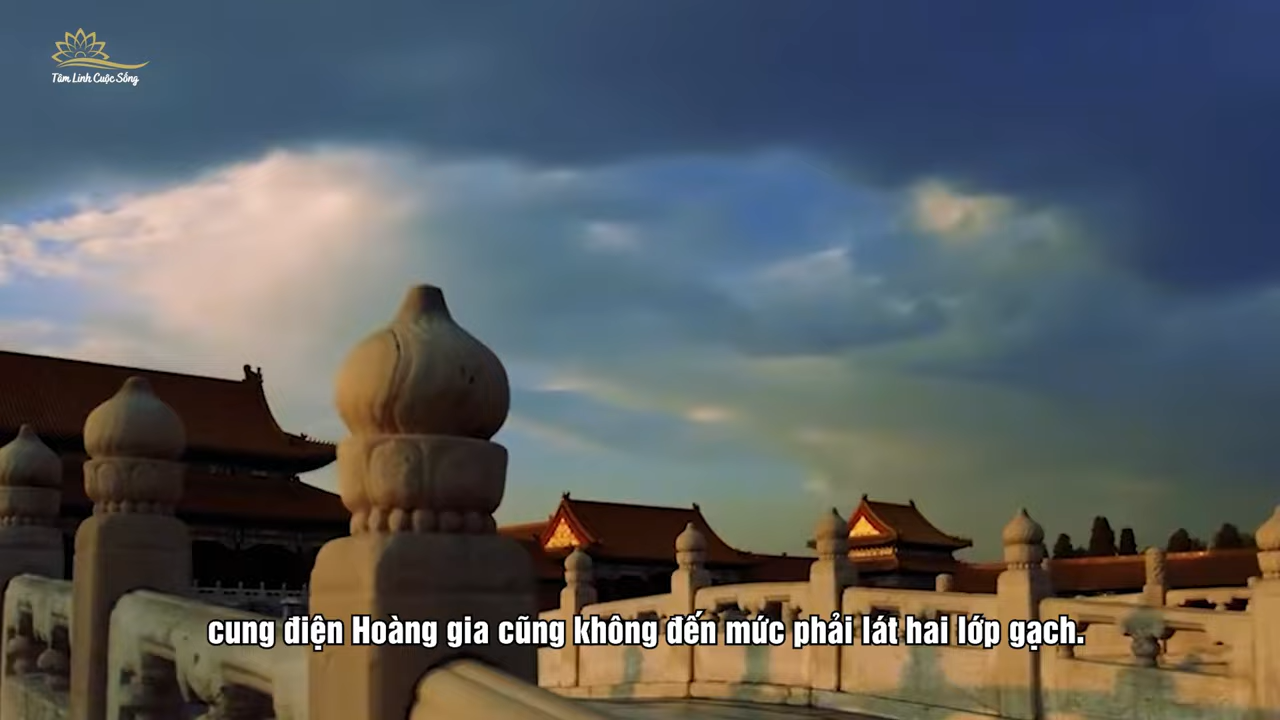 Tâm Linh Cuộc Sống
cung điện Hoàng gia cũng không đến mức phải lát hai lớp gạch.